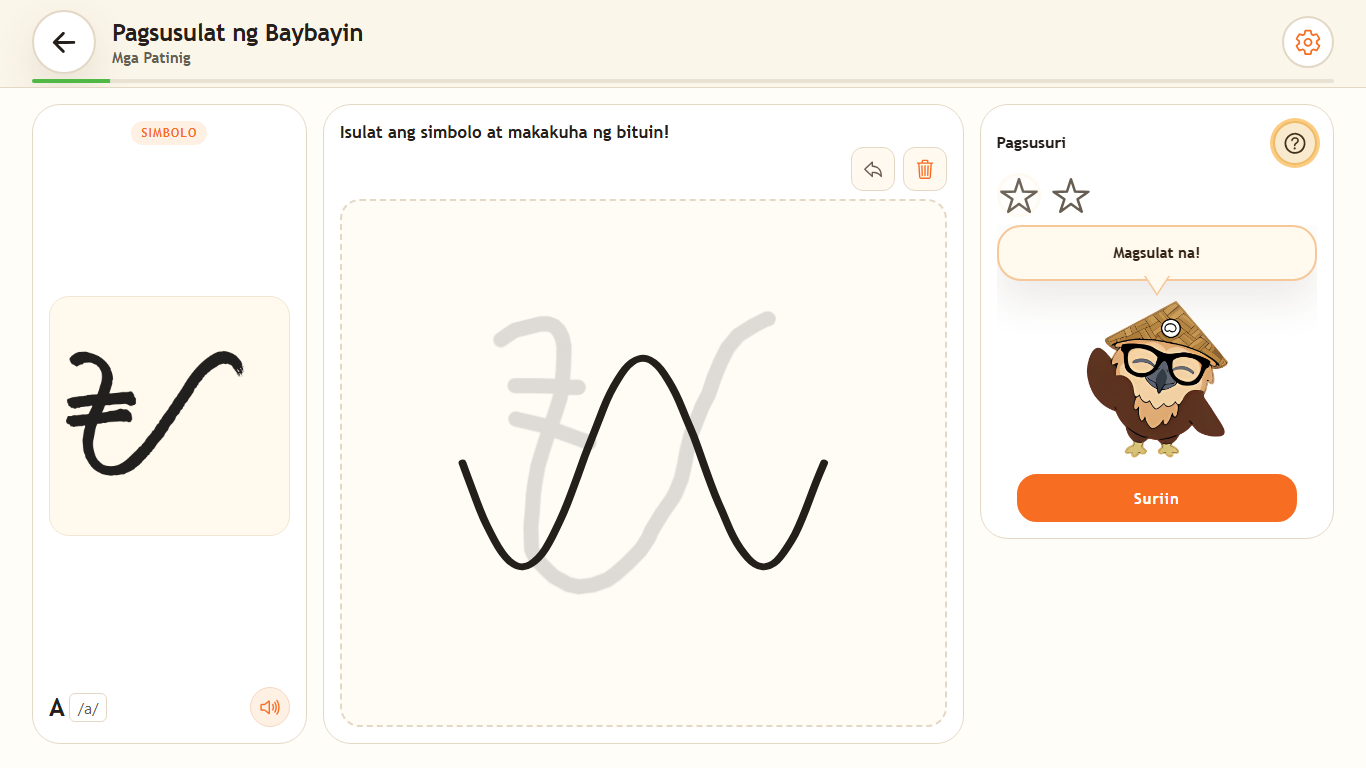 Pagsusulat ng Baybayin
Mga Patinig
SIMBOLO
ᜀ
A /a/
Isulat ang simbolo at makakuha ng bituin!
ᜀ
Pagsusuri
Magsulat na!
Suriin